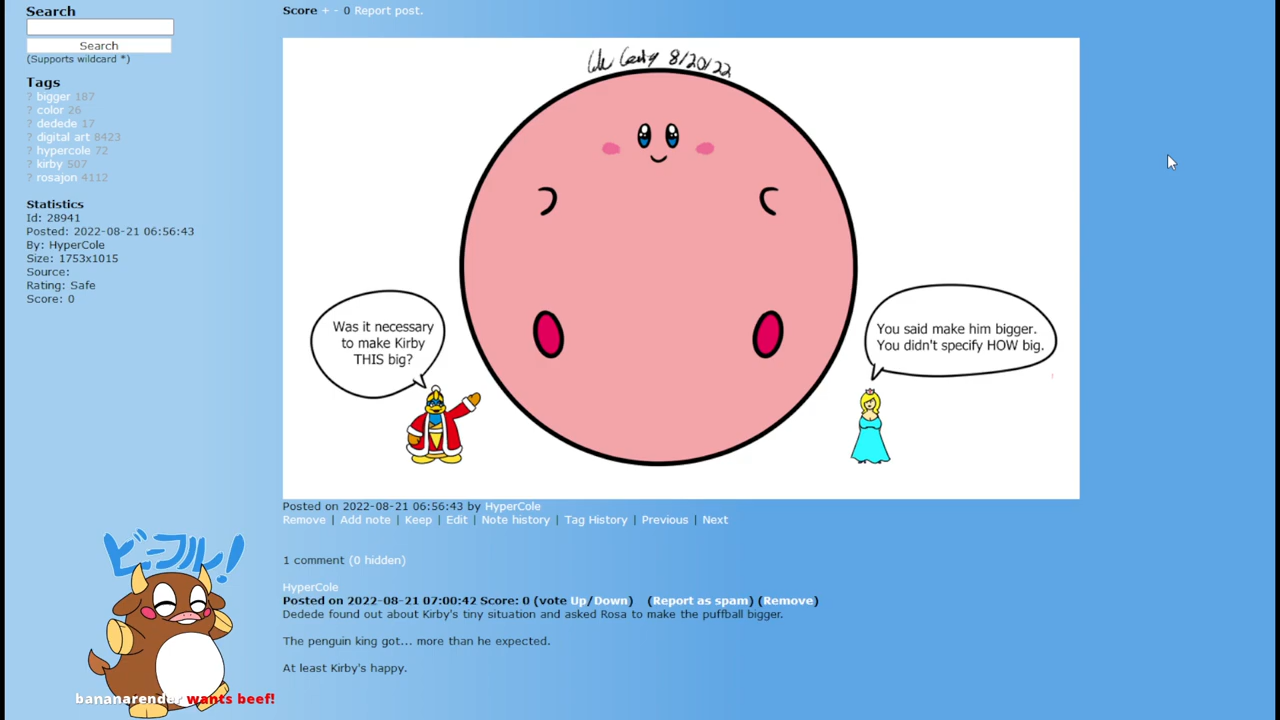 Search
Search
(Supports wildcard *)
Tags
? bigger 187
? color 26
? dedede 17
? digital art 8423
? hypercole 72
? kirby 507
? rosajon 4112
Statistics
Id: 28941
Posted: 2022-08-21 06:56:43
By: HyperCole
Size: 1753x1015
Source:
Rating: Safe
Score: 0
Score + - 0 Report post.
8/20/22
Was it necessary
to make Kirby
THIS big?
You said make him bigger.
You didn't specify HOW big.
Posted on 2022-08-21 06:56:43 by HyperCole
Remove | Add note | Keep | Edit | Note history | Tag History | Previous | Next
1 comment (0 hidden)
HyperCole
Posted on 2022-08-21 07:00:42 Score: 0 (vote Up/Down) (Report as spam) (Remove)
Dedede found out about Kirby's tiny situation and asked Rosa to make the puffball bigger.
The penguin king got... more than he expected.
At least Kirby's happy.
ビーフル!
bananarender wants beef!